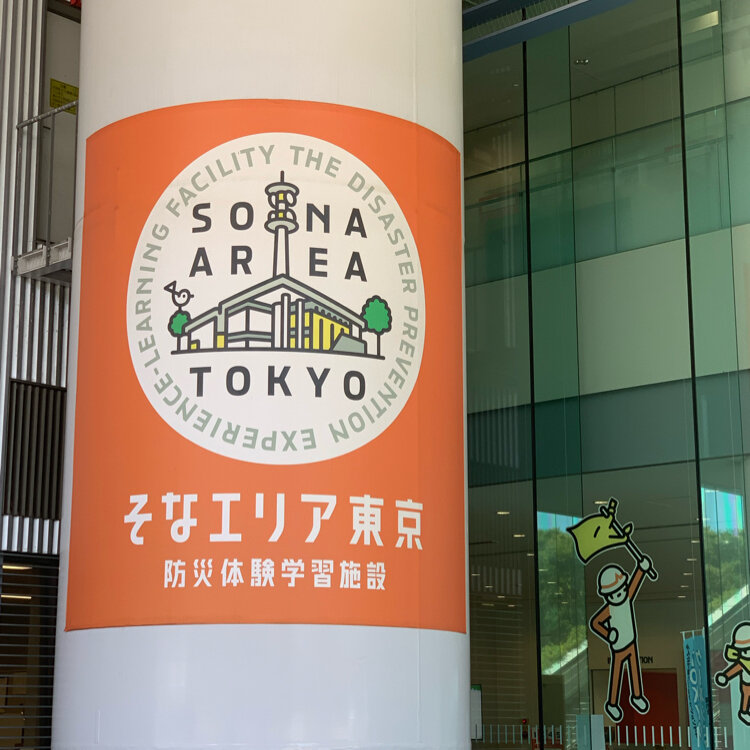 THE DISASTER PREVENTION EXPERIENCE-LEARNING FACILITY
SONA
AREA
TOKYO
そなエリア東京
防災体験学習施設